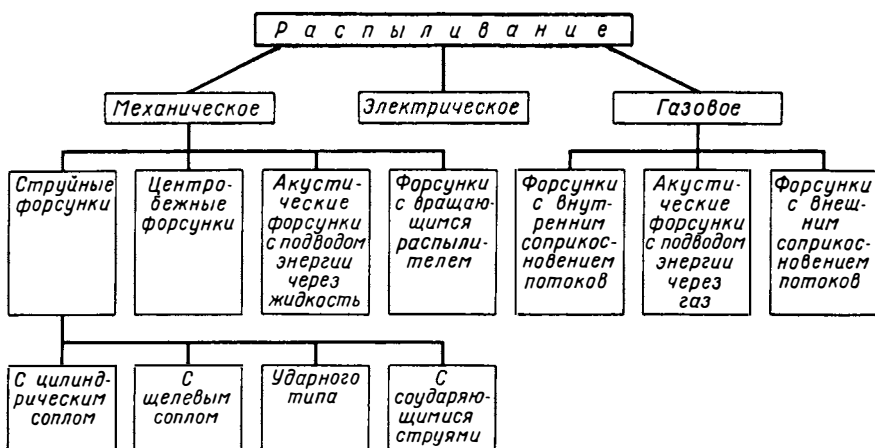 Распыливание
Механическое
Электрическое
Газовое
Струйные
форсунки
Центро-
бежные
форсунки
Акусти-
ческие
форсунки
с подводом
энергии
через
жидкость
Форсунки
с вращаю-
щимся
распыли-
телем
Форсунки
с внут-
ренним
соприкос-
новением
потоков
Акусти-
ческие
форсунки
с подводом
энергии
через
газ
Форсунки
с внеш-
ним
соприкос-
новением
потоков
С цилинд-
рическим
соплом
С
щелевым
соплом
Ударного
типа
С
соударяю-
щимися
струями